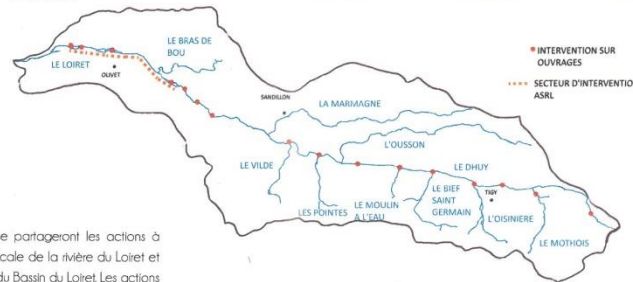 LE BRAS DE
BOU
LE LOIRET
OLIVET
INTERVENTION SUR
OUVRAGES
SECTEUR D'INTERVENTIO
ASRL
SANDILLON
LA MARMAGNE
L'OUSSON
LE VILDE
LE DHUY
LES POINTES
LE MOULIN
A L'EAU
LE BIEF
SAINT
GERMAIN
TIGY
L'OISINIERE
LE MOTHOIS
e partageront les actions à
cale de la rivière du Loiret et
du Bassin du Loiret. Les actions